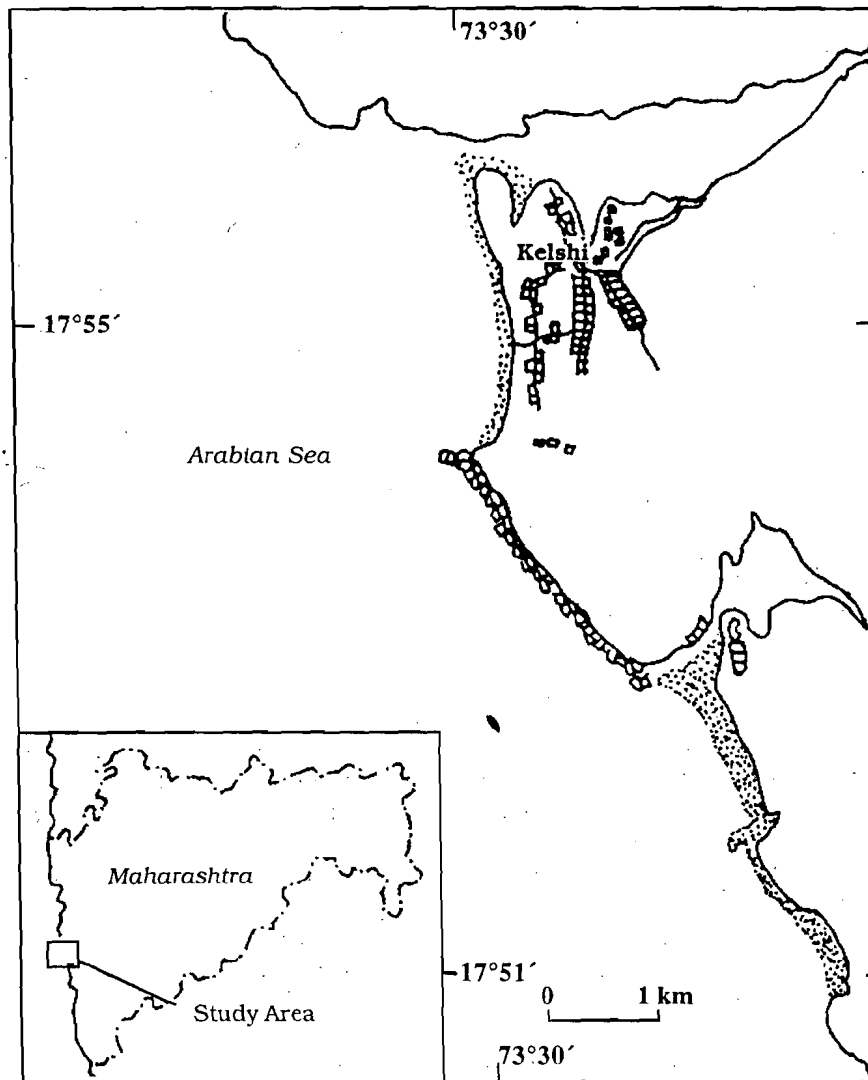 73°30′
Kelshi
17°55′
Arabian Sea
Maharashtra
Study Area
17°51′
0 1 km
73°30′